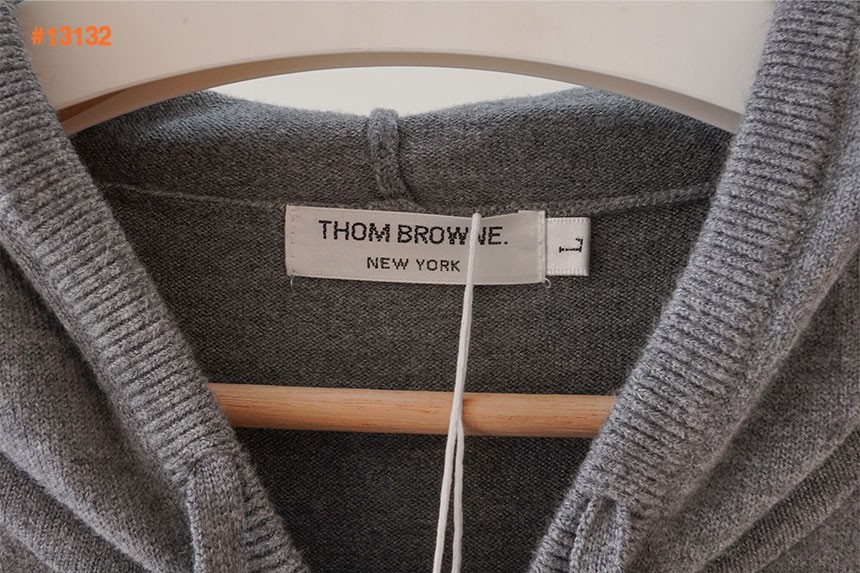 #13132
THOM BROWNE.
NEW YORK
L